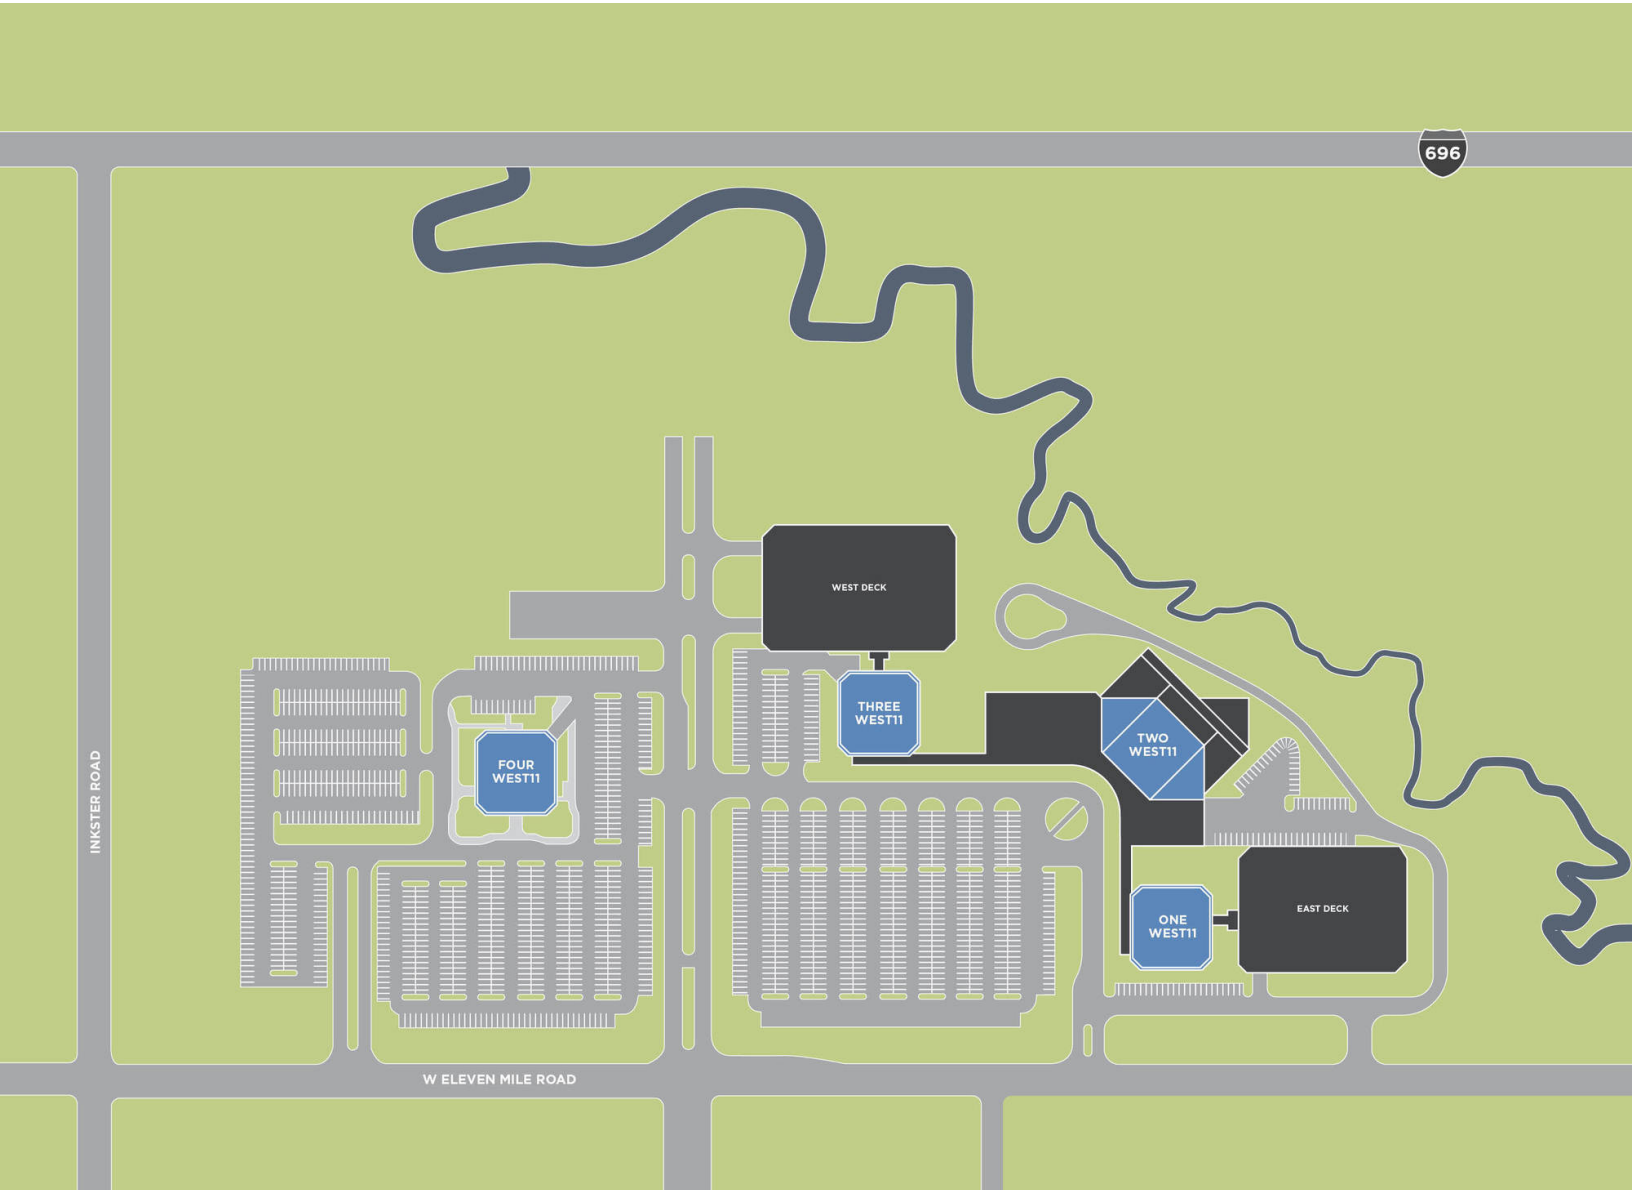 696
WEST DECK
THREE
WEST11
TWO
WEST11
FOUR
WEST11
INKSTER ROAD
ONE
WEST11
EAST DECK
W ELEVEN MILE ROAD